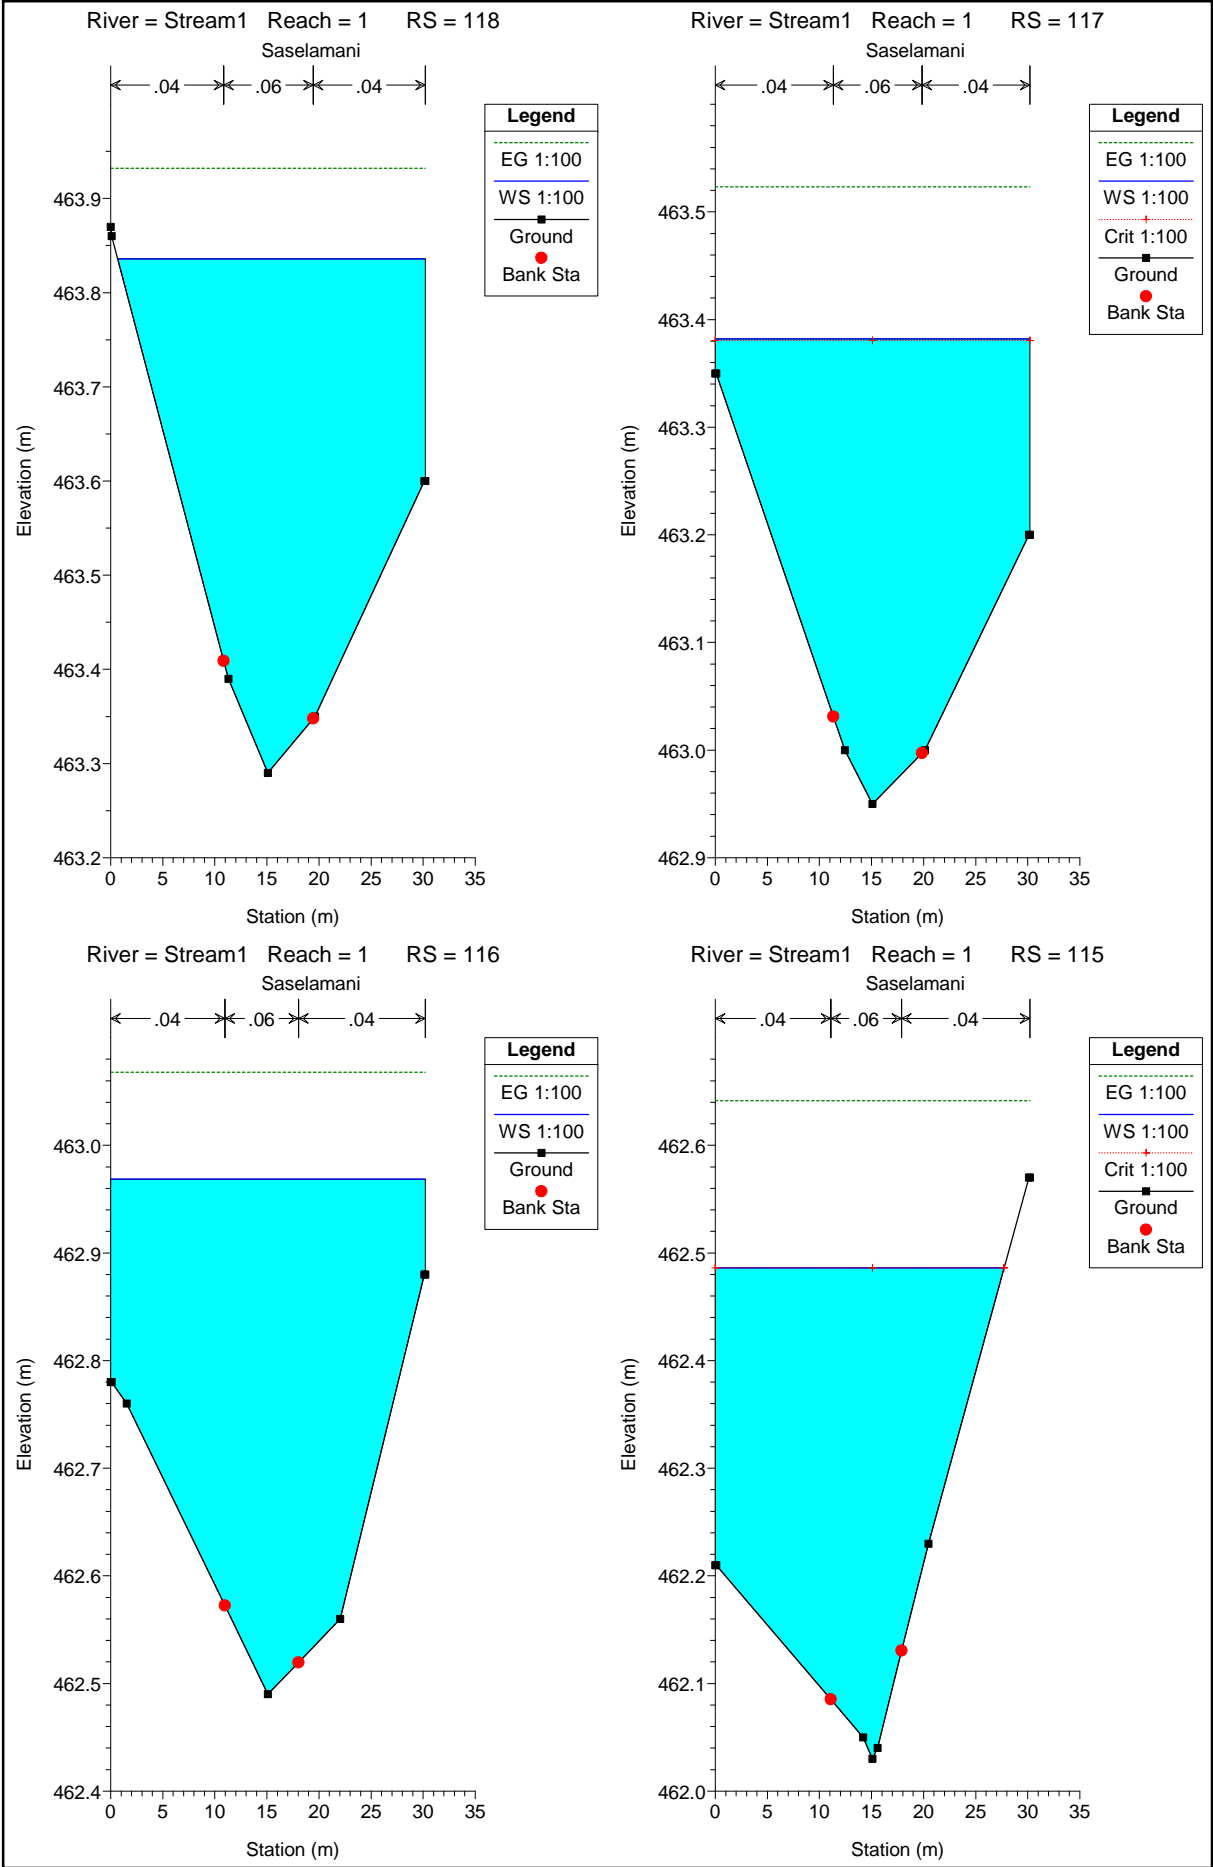 River = Stream1 Reach = 1 RS = 118
Saselamani
.04 .06 .04
Legend
EG 1:100
WS 1:100
Ground
Bank Sta
463.9
463.8
463.7
463.6
463.5
463.4
463.3
463.2
Elevation (m)
0 5 10 15 20 25 30 35
Station (m)
River = Stream1 Reach = 1 RS = 117
Saselamani
.04 .06 .04
Legend
EG 1:100
WS 1:100
Crit 1:100
Ground
Bank Sta
463.5
463.4
463.3
463.2
463.1
463.0
462.9
Elevation (m)
0 5 10 15 20 25 30 35
Station (m)
River = Stream1 Reach = 1 RS = 116
Saselamani
.04 .06 .04
Legend
EG 1:100
WS 1:100
Ground
Bank Sta
463.0
462.9
462.8
462.7
462.6
462.5
462.4
Elevation (m)
0 5 10 15 20 25 30 35
Station (m)
River = Stream1 Reach = 1 RS = 115
Saselamani
.04 .06 .04
Legend
EG 1:100
WS 1:100
Crit 1:100
Ground
Bank Sta
462.6
462.5
462.4
462.3
462.2
462.1
462.0
Elevation (m)
0 5 10 15 20 25 30 35
Station (m)